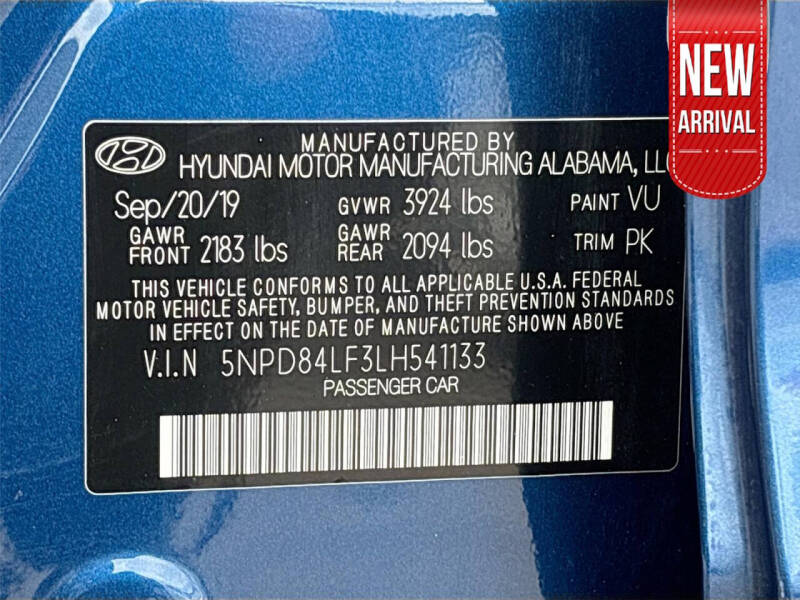 NEW
ARRIVAL
MANUFACTURED BY
HYUNDAI MOTOR MANUFACTURING ALABAMA, LLC
Sep/20/19 GVWR 3924 lbs PAINT VU
GAWR FRONT 2183 lbs GAWR REAR 2094 lbs TRIM PK
THIS VEHICLE CONFORMS TO ALL APPLICABLE U.S.A. FEDERAL
MOTOR VEHICLE SAFETY, BUMPER, AND THEFT PREVENTION STANDARDS
IN EFFECT ON THE DATE OF MANUFACTURE SHOWN ABOVE
V.I.N 5NPD84LF3LH541133
PASSENGER CAR